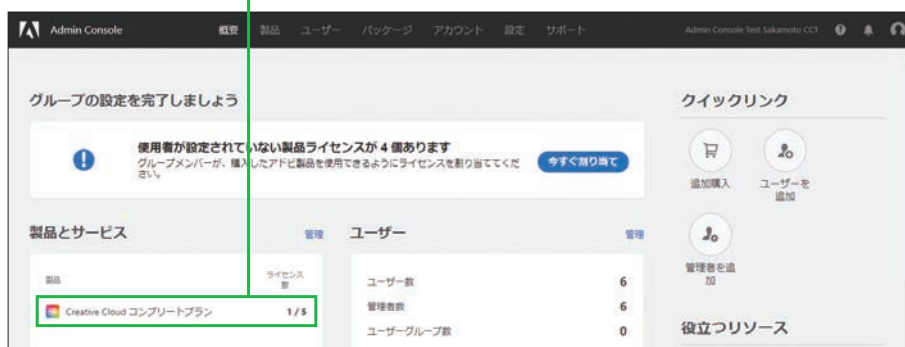 Admin Console 概要 製品 ユーザー パッケージ アカウント 設定 サポート Admin Console Test Sakamoto CCT
グループの設定を完了しましょう
使用者が設定されていない製品ライセンスが 4 個あります
グループメンバーが、購入したアドビ製品を使用できるようにライセンスを割り当ててくだ
さい。
今すぐ割り当て
製品とサービス 管理
製品 ライセンス
数
Creative Cloud コンプリートプラン 1 / 5
ユーザー 管理
ユーザー数 6
管理者数 6
ユーザーグループ数 0
クイックリンク
追加購入
ユーザーを
追加
管理者を追
加
役立つリソース